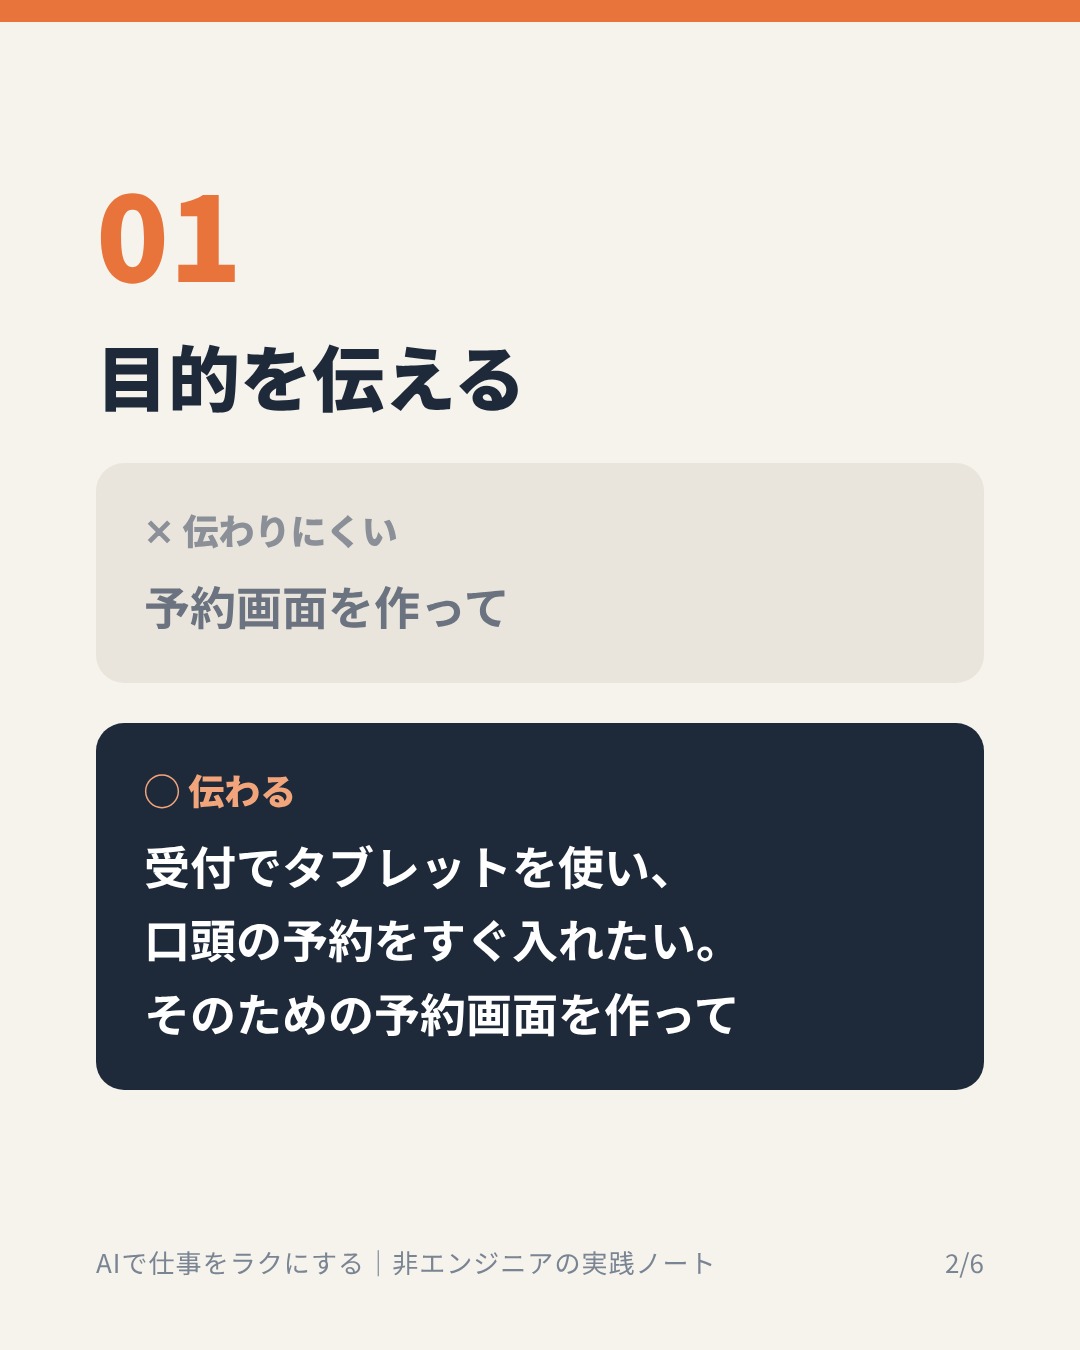 01
目的を伝える
× 伝わりにくい
予約画面を作って
◯ 伝わる
受付でタブレットを使い、
口頭の予約をすぐ入れたい。
そのための予約画面を作って
AIで仕事をラクにする｜非エンジニアの実践ノート
2/6